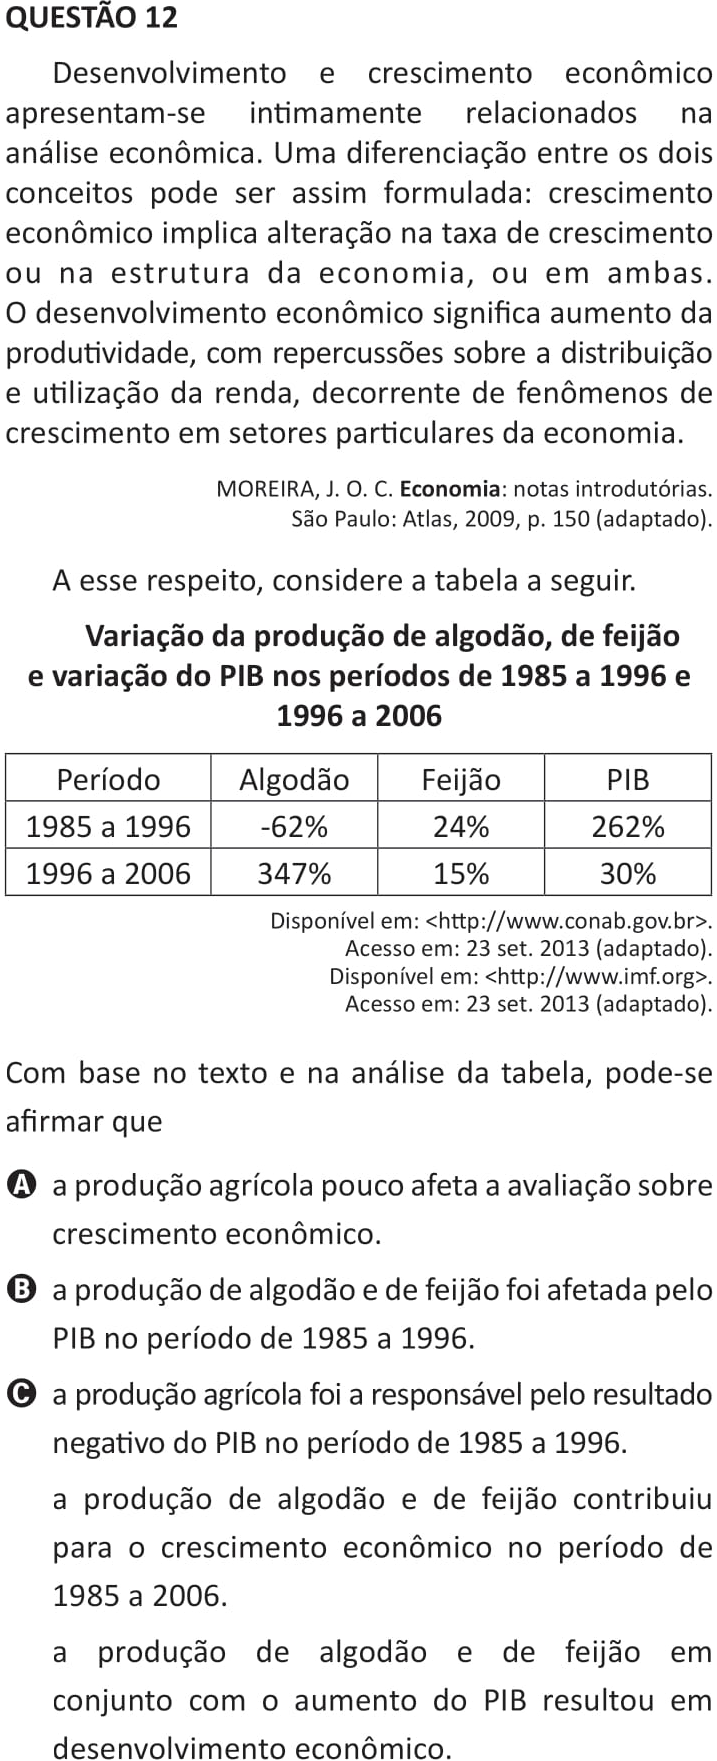 QUESTÃO 12
Desenvolvimento e crescimento econômico
apresentam-se intimamente relacionados na
análise econômica. Uma diferenciação entre os dois
conceitos pode ser assim formulada: crescimento
econômico implica alteração na taxa de crescimento
ou na estrutura da economia, ou em ambas.
O desenvolvimento econômico significa aumento da
produtividade, com repercussões sobre a distribuição
e utilização da renda, decorrente de fenômenos de
crescimento em setores particulares da economia.
MOREIRA, J. O. C. Economia: notas introdutórias.
São Paulo: Atlas, 2009, p. 150 (adaptado).
A esse respeito, considere a tabela a seguir.
Variação da produção de algodão, de feijão
e variação do PIB nos períodos de 1985 a 1996 e
1996 a 2006
Período Algodão Feijão PIB
1985 a 1996 -62% 24% 262%
1996 a 2006 347% 15% 30%
Disponível em: <http://www.conab.gov.br>.
Acesso em: 23 set. 2013 (adaptado).
Disponível em: <http://www.imf.org>.
Acesso em: 23 set. 2013 (adaptado).
Com base no texto e na análise da tabela, pode-se
afirmar que
A a produção agrícola pouco afeta a avaliação sobre
crescimento econômico.
B a produção de algodão e de feijão foi afetada pelo
PIB no período de 1985 a 1996.
C a produção agrícola foi a responsável pelo resultado
negativo do PIB no período de 1985 a 1996.
a produção de algodão e de feijão contribuiu
para o crescimento econômico no período de
1985 a 2006.
a produção de algodão e de feijão em
conjunto com o aumento do PIB resultou em
desenvolvimento econômico.